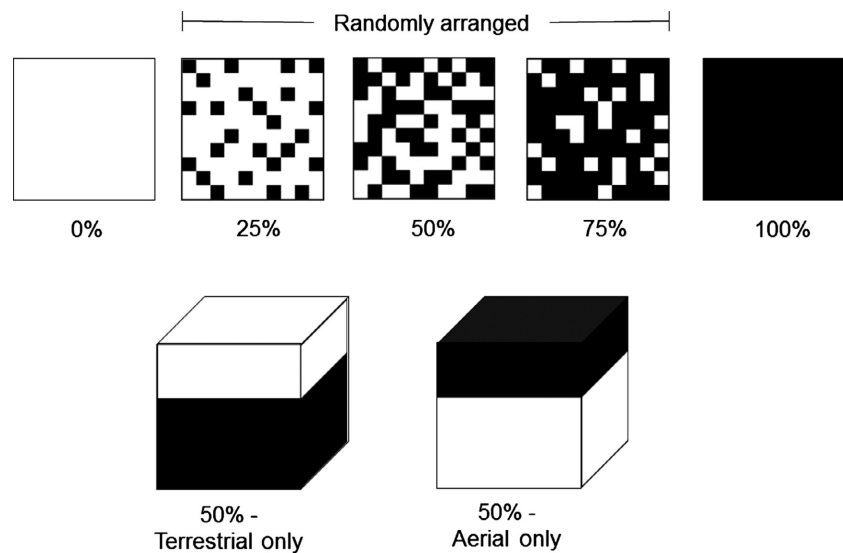 Randomly arranged
0%
25%
50%
75%
100%
50% -
Terrestrial only
50% -
Aerial only